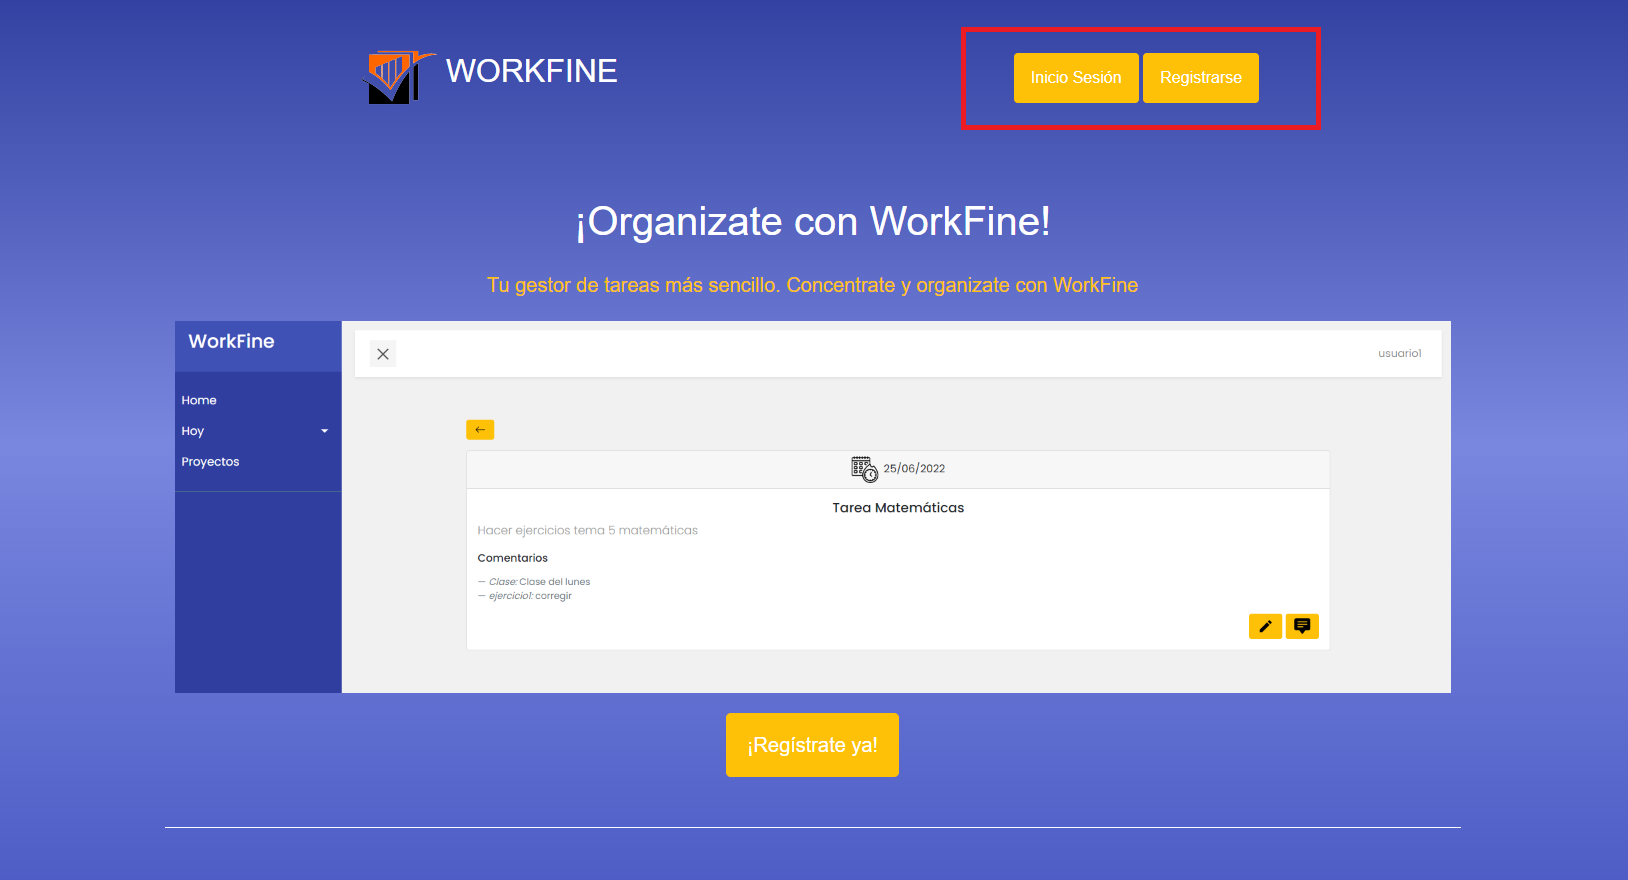 WORKFINE
Inicio Sesión
Registrarse
¡Organizate con WorkFine!
Tu gestor de tareas más sencillo. Concentrate y organizate con WorkFine
WorkFine
usuario1
Home
Hoy
Proyectos
←
25/06/2022
Tarea Matemáticas
Hacer ejercicios tema 5 matemáticas
Comentarios
— Clase: Clase del lunes
— ejercicio1: corregir
¡Regístrate ya!